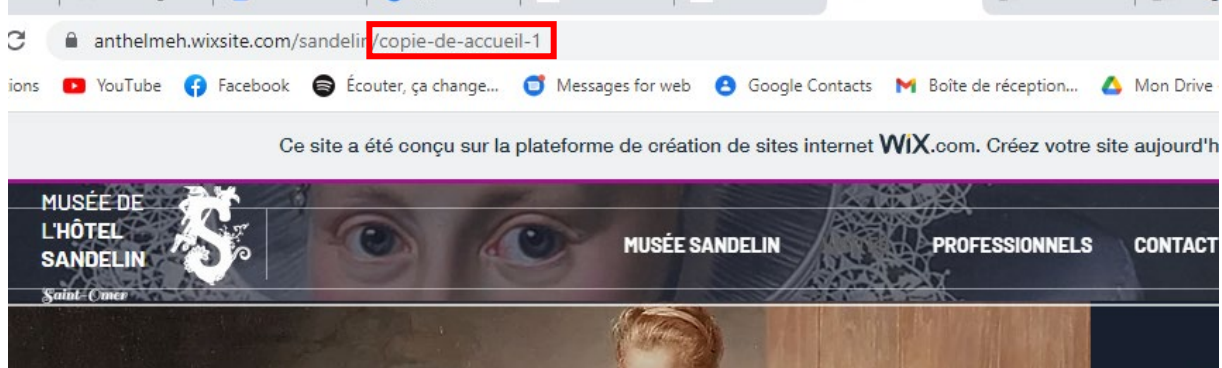 anthelmeh.wixsite.com/sandelin/copie-de-accueil-1
ions YouTube Facebook Écouter, ça change... Messages for web Google Contacts Boîte de réception... Mon Drive
Ce site a été conçu sur la plateforme de création de sites internet WiX.com. Créez votre site aujourd'h
MUSÉE DE
L'HÔTEL
SANDELIN
Saint-Omer
MUSÉE SANDELIN PROFESSIONNELS CONTACT